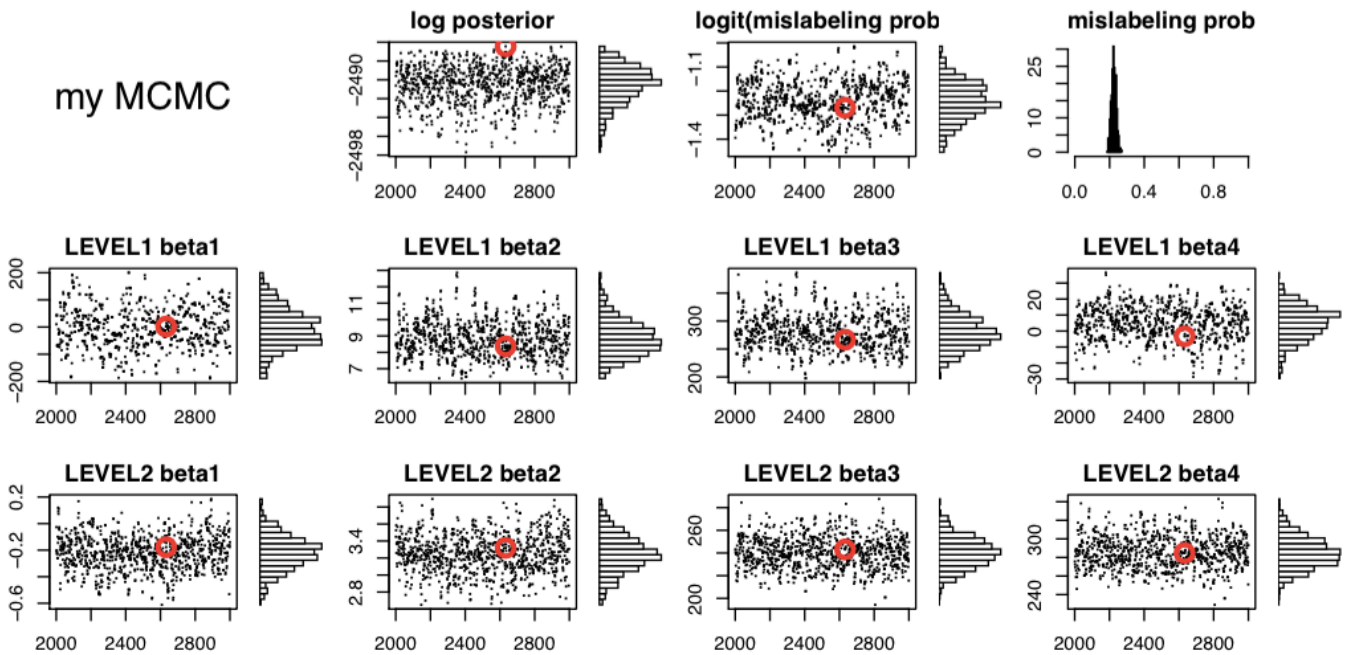 log posterior logit(mislabeling prob mislabeling prob
my MCMC
-2498 -2490
2000 2400 2800
-1.4 -1.1
2000 2400 2800
0 10 25
0.0 0.4 0.8
LEVEL1 beta1 LEVEL1 beta2 LEVEL1 beta3 LEVEL1 beta4
-200 0 200
2000 2400 2800
7 9 11
2000 2400 2800
200 300
2000 2400 2800
-30 0 20
2000 2400 2800
LEVEL2 beta1 LEVEL2 beta2 LEVEL2 beta3 LEVEL2 beta4
-0.6 -0.2 0.2
2000 2400 2800
2.8 3.4
2000 2400 2800
200 260
2000 2400 2800
240 300
2000 2400 2800